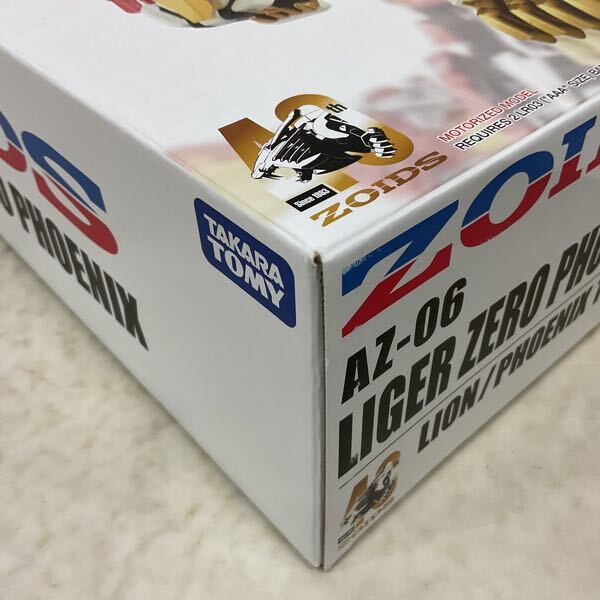 MOTORIZED MODEL
REQUIRES 2 LR03 ("AAA" SIZE
40th
Since 1983
ZOIDS
TAKARA
TOMY
PHOENIX
AZ-06
LIGER ZERO
LION/PHOENIX
ZOIDS